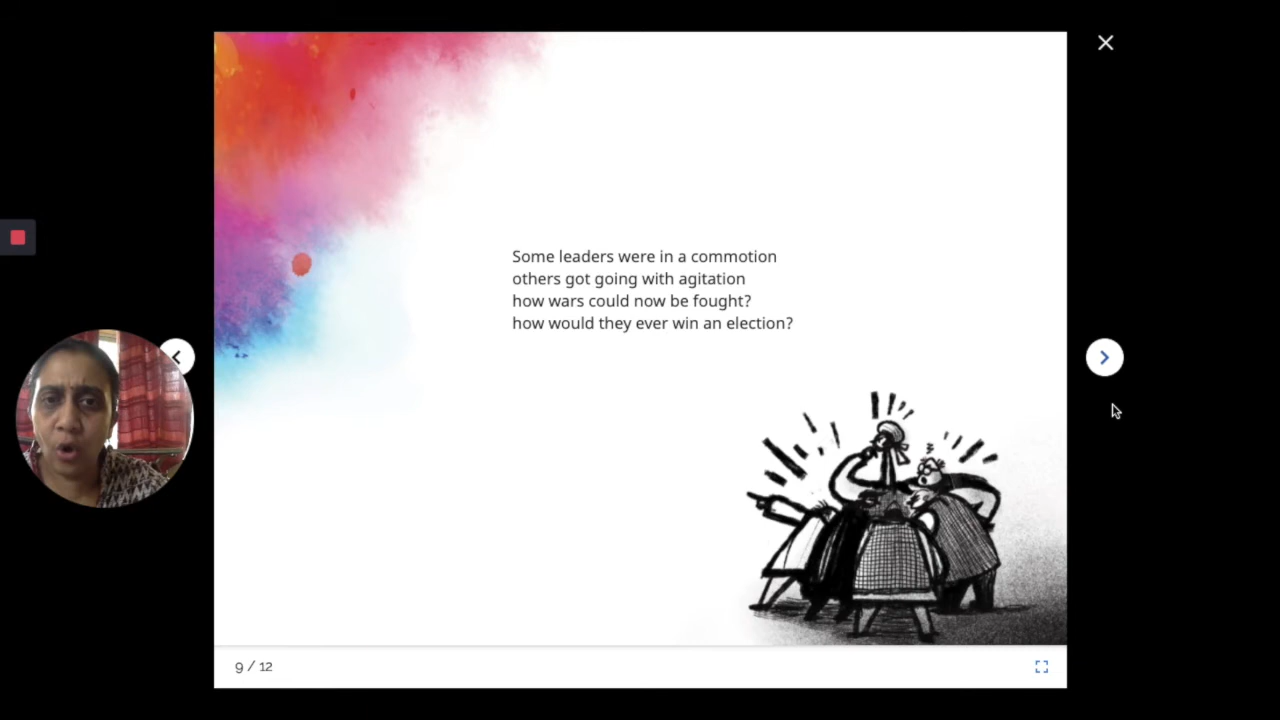 Some leaders were in a commotion
others got going with agitation
how wars could now be fought?
how would they ever win an election?
9 / 12